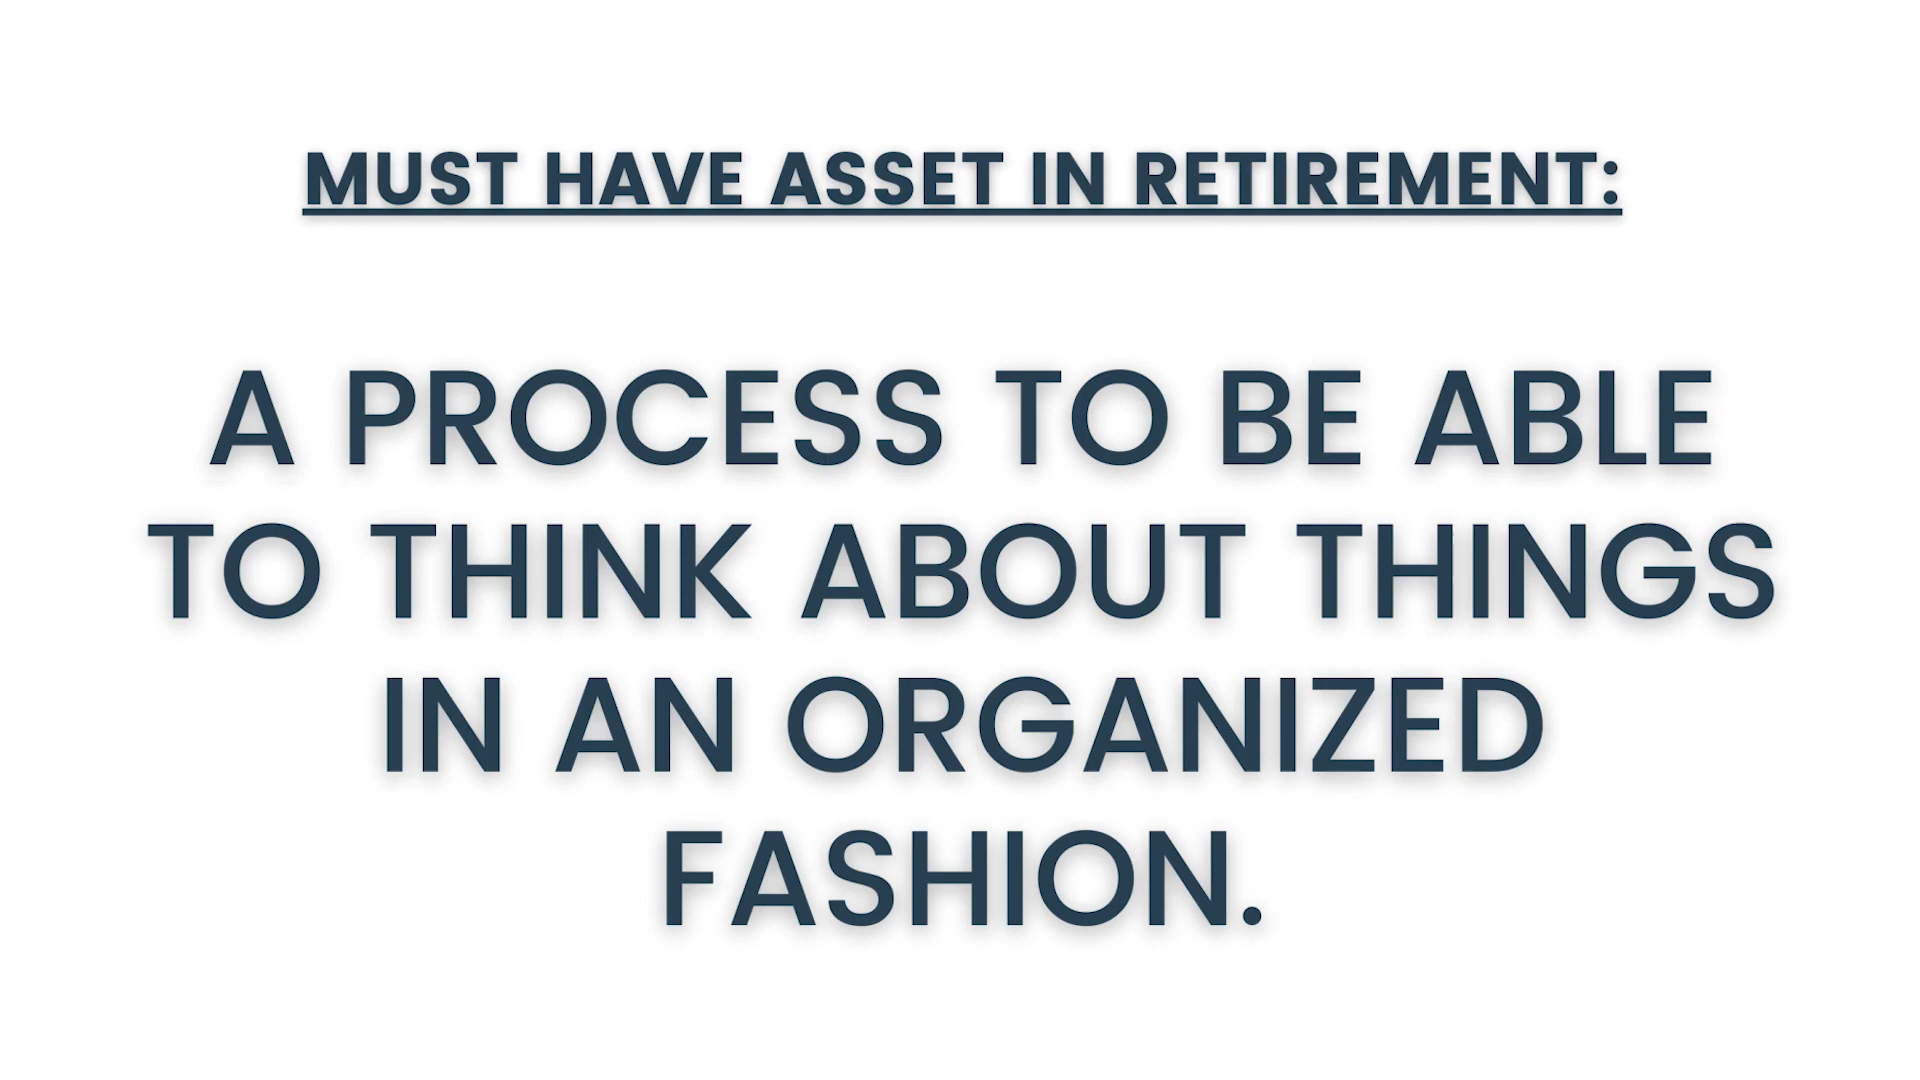 MUST HAVE ASSET IN RETIREMENT:
A PROCESS TO BE ABLE
TO THINK ABOUT THINGS
IN AN ORGANIZED
FASHION.